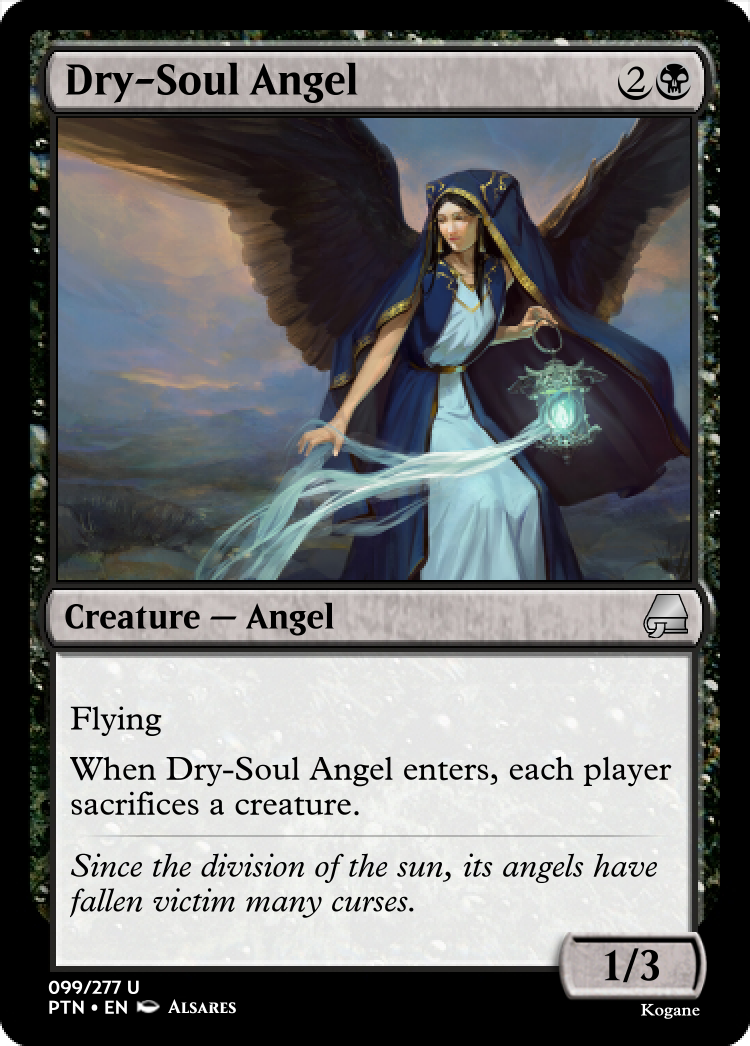 Dry-Soul Angel 2
Creature — Angel
Flying
When Dry-Soul Angel enters, each player
sacrifices a creature.
Since the division of the sun, its angels have
fallen victim many curses.
1/3
099/277 U
PTN • EN Alsares
Kogane